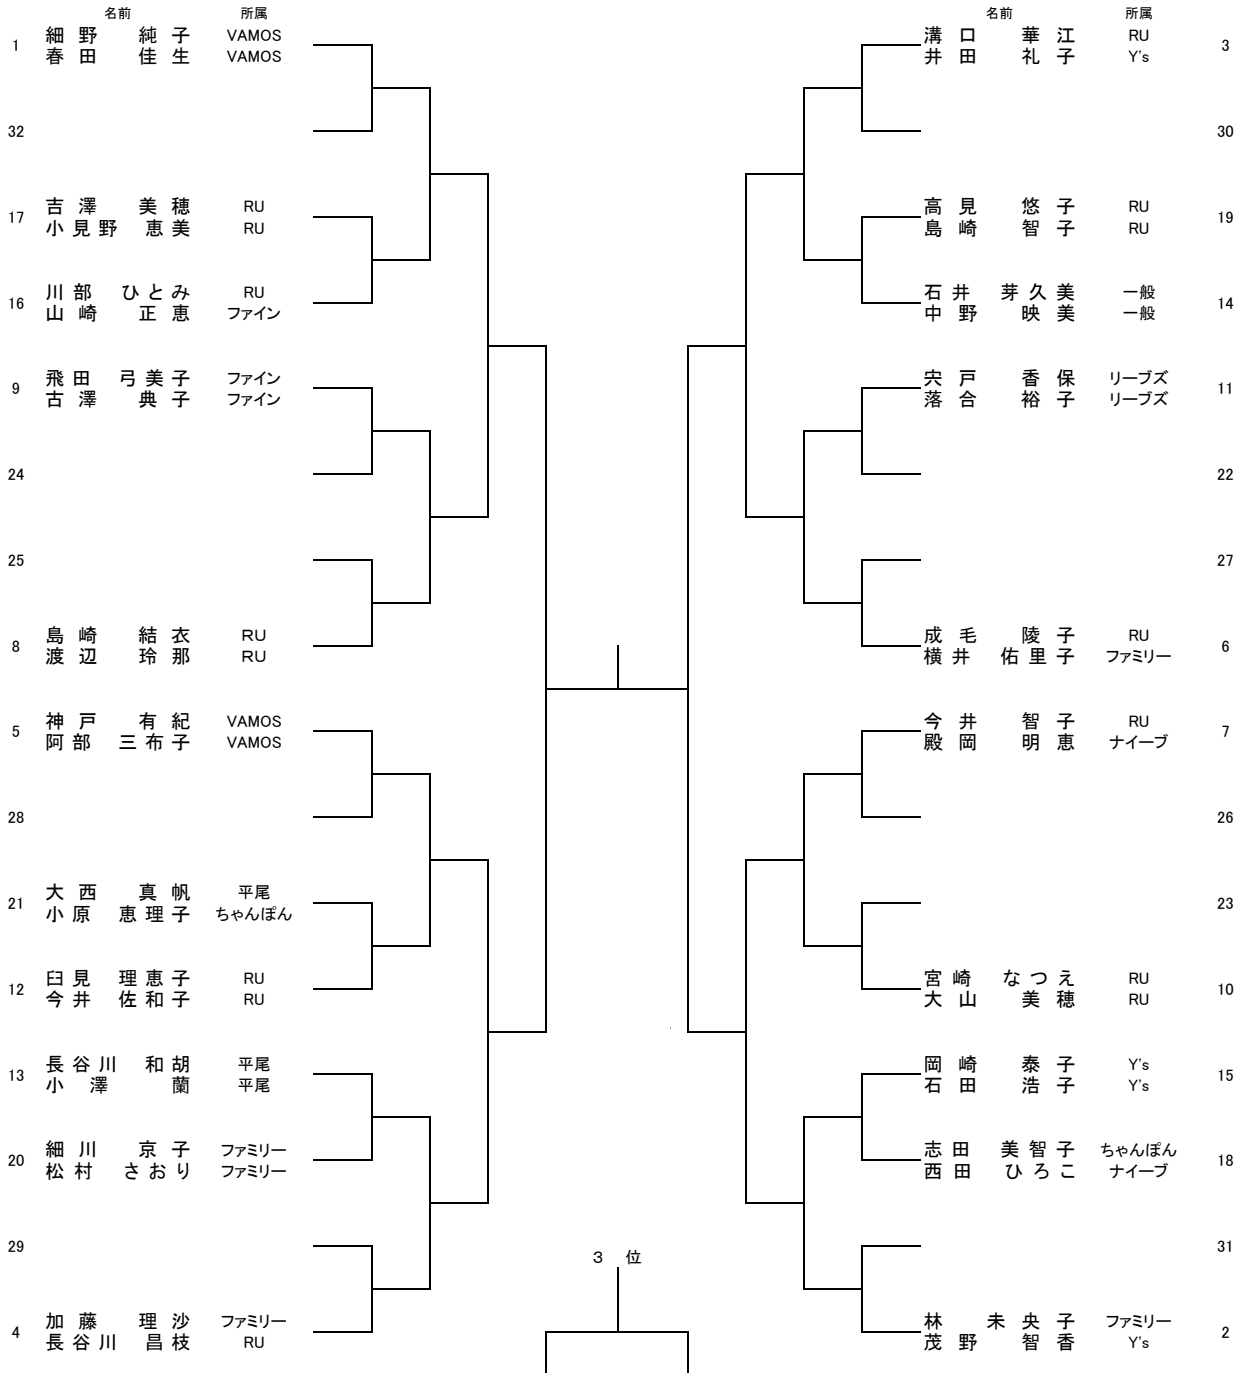 名前 所属
1 細野 純子 VAMOS
春田 佳生 VAMOS
32
17 吉澤 美穂 RU
小見野 恵美 RU
16 川部 ひとみ RU
山崎 正恵 ファイン
9 飛田 弓美子 ファイン
古澤 典子 ファイン
24
25
8 島崎 結衣 RU
渡辺 玲那 RU
5 神戸 有紀 VAMOS
阿部 三布子 VAMOS
28
21 大西 真帆 平尾
小原 恵理子 ちゃんぽん
12 臼見 理恵子 RU
今井 佐和子 RU
13 長谷川 和胡 平尾
小澤 蘭 平尾
20 細川 京子 ファミリー
松村 さおり ファミリー
29
4 加藤 理沙 ファミリー
長谷川 昌枝 RU
名前 所属
溝口 華江 RU 3
井田 礼子 Y's
30
高見 悠子 RU 19
島崎 智子 RU
石井 芽久美 一般 14
中野 映美 一般
宍戸 香保 リーブズ 11
落合 裕子 リーブズ
22
27
成毛 陵子 RU 6
横井 佑里子 ファミリー
今井 智子 RU 7
殿岡 明恵 ナイーブ
26
23
宮崎 なつえ RU 10
大山 美穂 RU
岡崎 泰子 Y's 15
石田 浩子 Y's
志田 美智子 ちゃんぽん 18
西田 ひろこ ナイーブ
31
林 未央子 ファミリー 2
茂野 智香 Y's
3 位